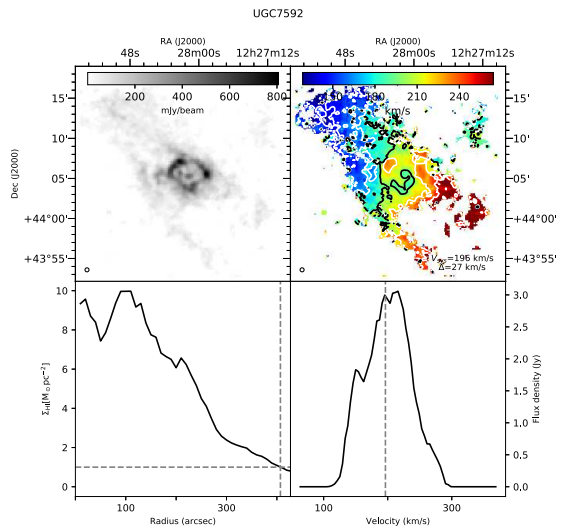 UGC7592
RA (J2000)
RA (J2000)
48s 28m00s 12h27m12s
48s 28m00s 12h27m12s
200 400 600 800
mJy/beam
210 240
km/s
Dec (J2000)
15'
10'
05'
+44°00'
+43°55'
15'
10'
05'
+44°00'
+43°55'
=196 km/s
Δ=27 km/s
10
8
6
4
2
0
Σ_HI[M☉pc⁻²]
100 300
Radius (arcsec)
3.0
2.5
2.0
1.5
1.0
0.5
0.0
Flux density (Jy)
100 300
Velocity (km/s)